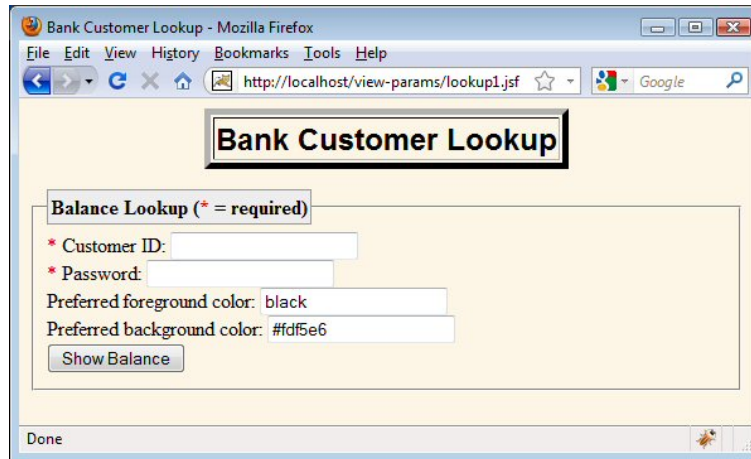 Bank Customer Lookup - Mozilla Firefox
File Edit View History Bookmarks Tools Help
http://localhost/view-params/lookup1.jsf Google
Bank Customer Lookup
Balance Lookup (* = required)
* Customer ID:
* Password:
Preferred foreground color: black
Preferred background color: #fdf5e6
Show Balance
Done